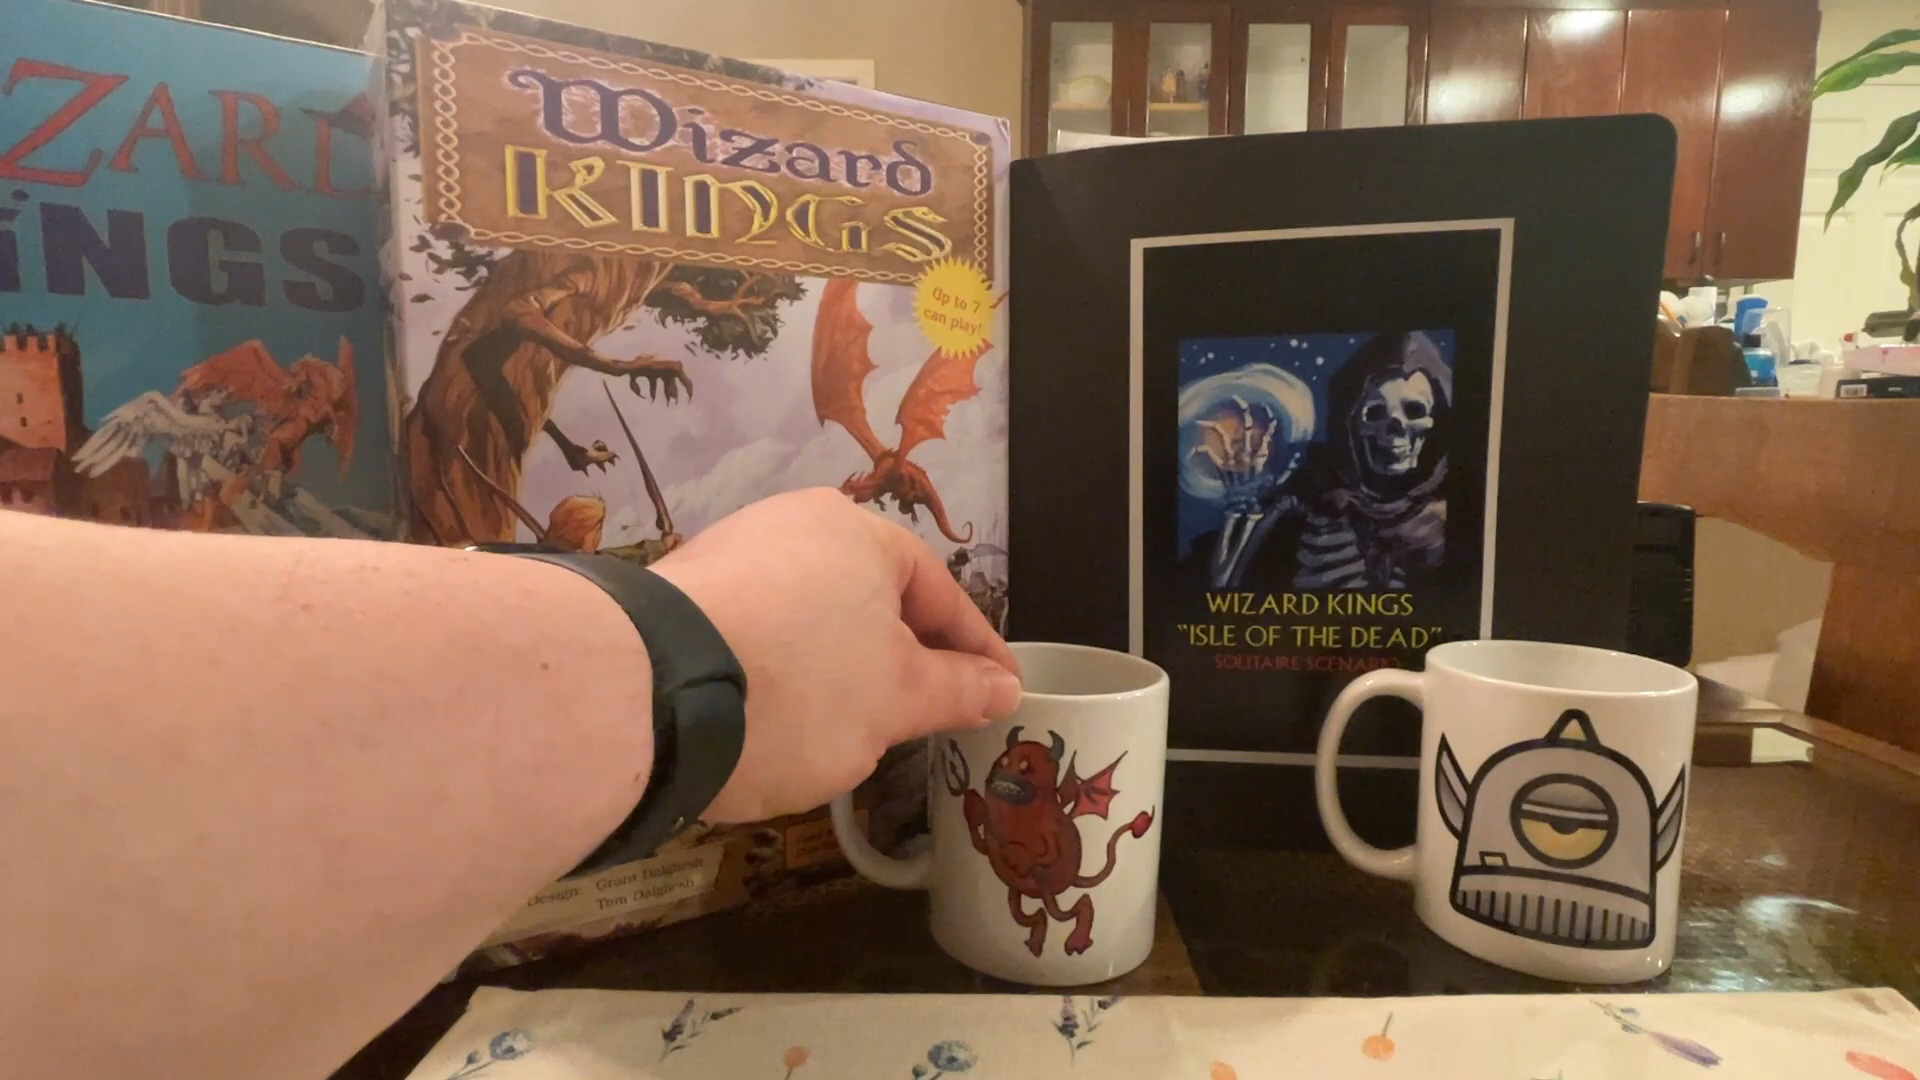 ZARD
INGS
Wizard
KINGS
Up to 7
can play!
Design: Grant Dalgliesh
Tom Dalgliesh
WIZARD KINGS
"ISLE OF THE DEAD"
SOLITAIRE SCENARIO